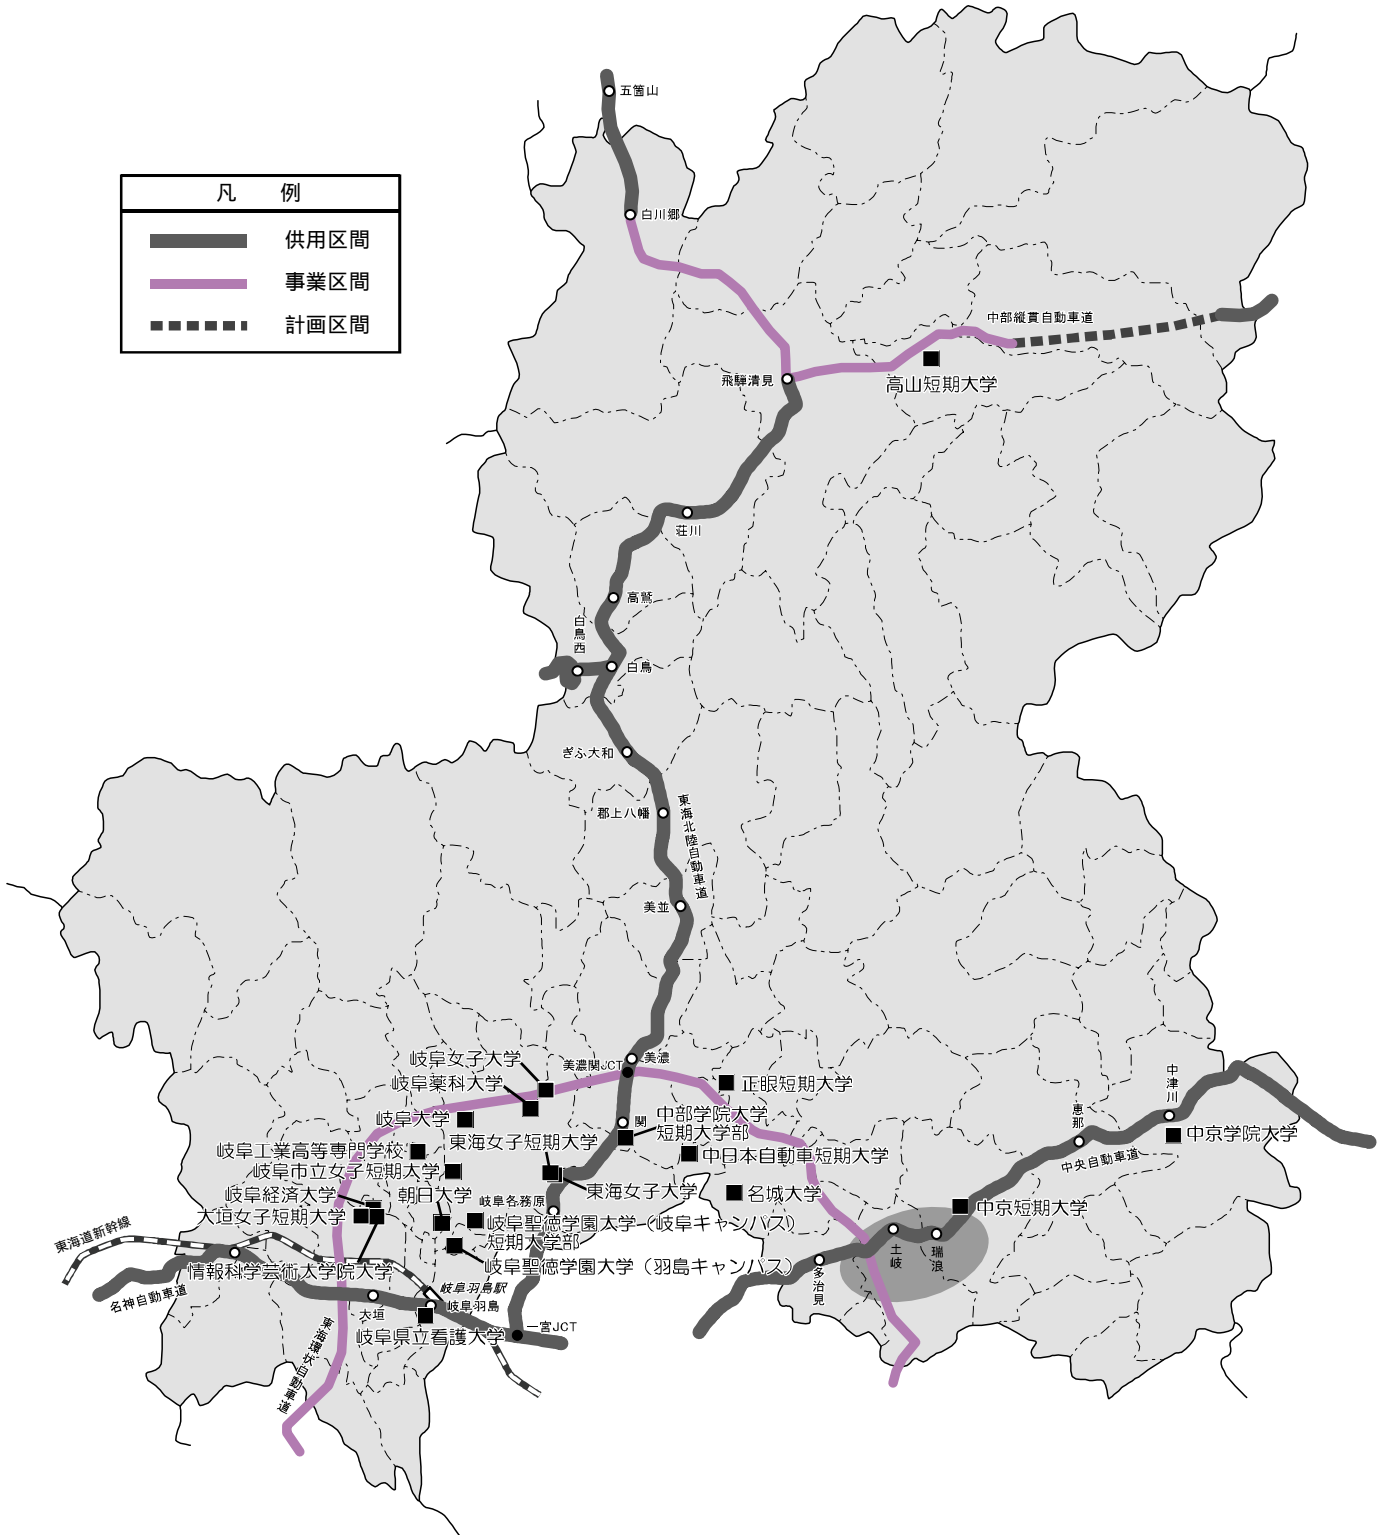 五箇山
凡 例
白川郷
供用区間
事業区間
計画区間
中部縦貫自動車道
飛騨清見
高山短期大学
荘川
高鷲
白鳥西
白鳥
ぎふ大和
郡上八幡
東海北陸自動車道
美並
岐阜女子大学
美濃関JCT
美濃
岐阜薬科大学
正眼短期大学
中津川
岐阜大学
関
中部学院大学
短期大学部
恵那
中京学院大学
東海女子短期大学
岐阜工業高等専門学校
中日本自動車短期大学
中央自動車道
岐阜市立女子短期大学
岐阜経済大学
朝日大学
東海女子大学
名城大学
岐阜各務原
中京短期大学
大垣女子短期大学
岐阜聖徳学園大学（岐阜キャンパス）
短期大学部
東海道新幹線
土岐
瑞浪
岐阜聖徳学園大学（羽島キャンパス）
多治見
情報科学芸術大学院大学
名神自動車道
岐阜羽島駅
岐阜羽島
大垣
一宮JCT
岐阜県立看護大学
東海環状自動車道